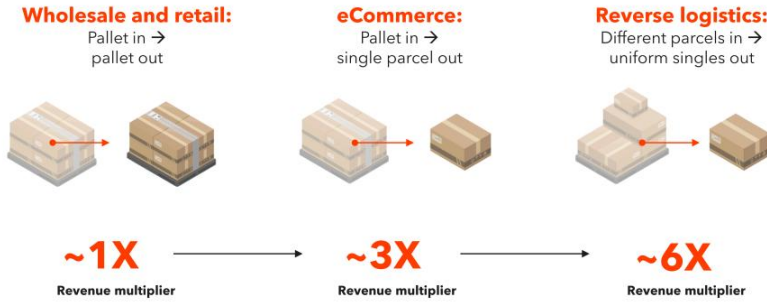 Wholesale and retail:
Pallet in →
pallet out
eCommerce:
Pallet in →
single parcel out
Reverse logistics:
Different parcels in →
uniform singles out
~1X
Revenue multiplier
~3X
Revenue multiplier
~6X
Revenue multiplier